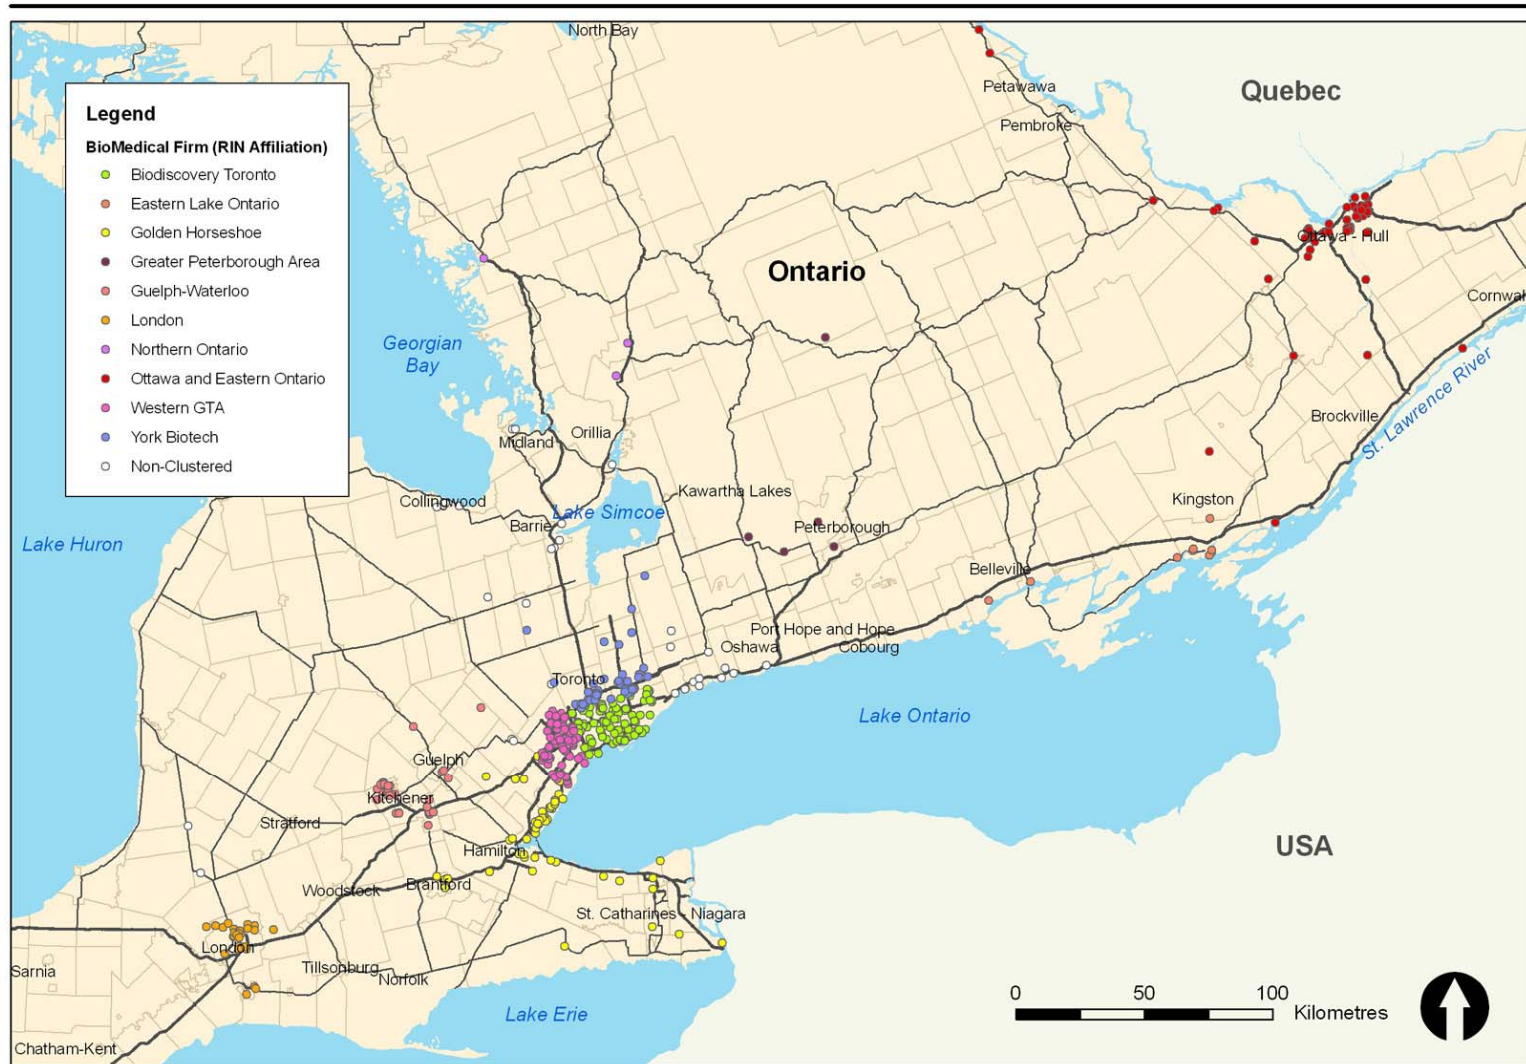 North Bay
Quebec
Petawawa
Pembroke
Legend
BioMedical Firm (RIN Affiliation)
Biodiscovery Toronto
Eastern Lake Ontario
Golden Horseshoe
Greater Peterborough Area
Guelph-Waterloo
London
Northern Ontario
Ottawa and Eastern Ontario
Western GTA
York Biotech
Non-Clustered
Ottawa - Hull
Ontario
Cornwal
Georgian
Bay
St. Lawrence River
Brockville
Orillia
Midland
Kawartha Lakes
Kingston
Collingwood
Lake Simcoe
Barrie
Peterborough
Lake Huron
Belleville
Port Hope and Hope
Oshawa
Cobourg
Toronto
Lake Ontario
Guelph
Kitchener
Stratford
USA
Hamilton
Woodstock
Brantford
St. Catharines - Niagara
London
Sarnia
Tillsonburg
Norfolk
0 50 100
Kilometres
Lake Erie
Chatham-Kent